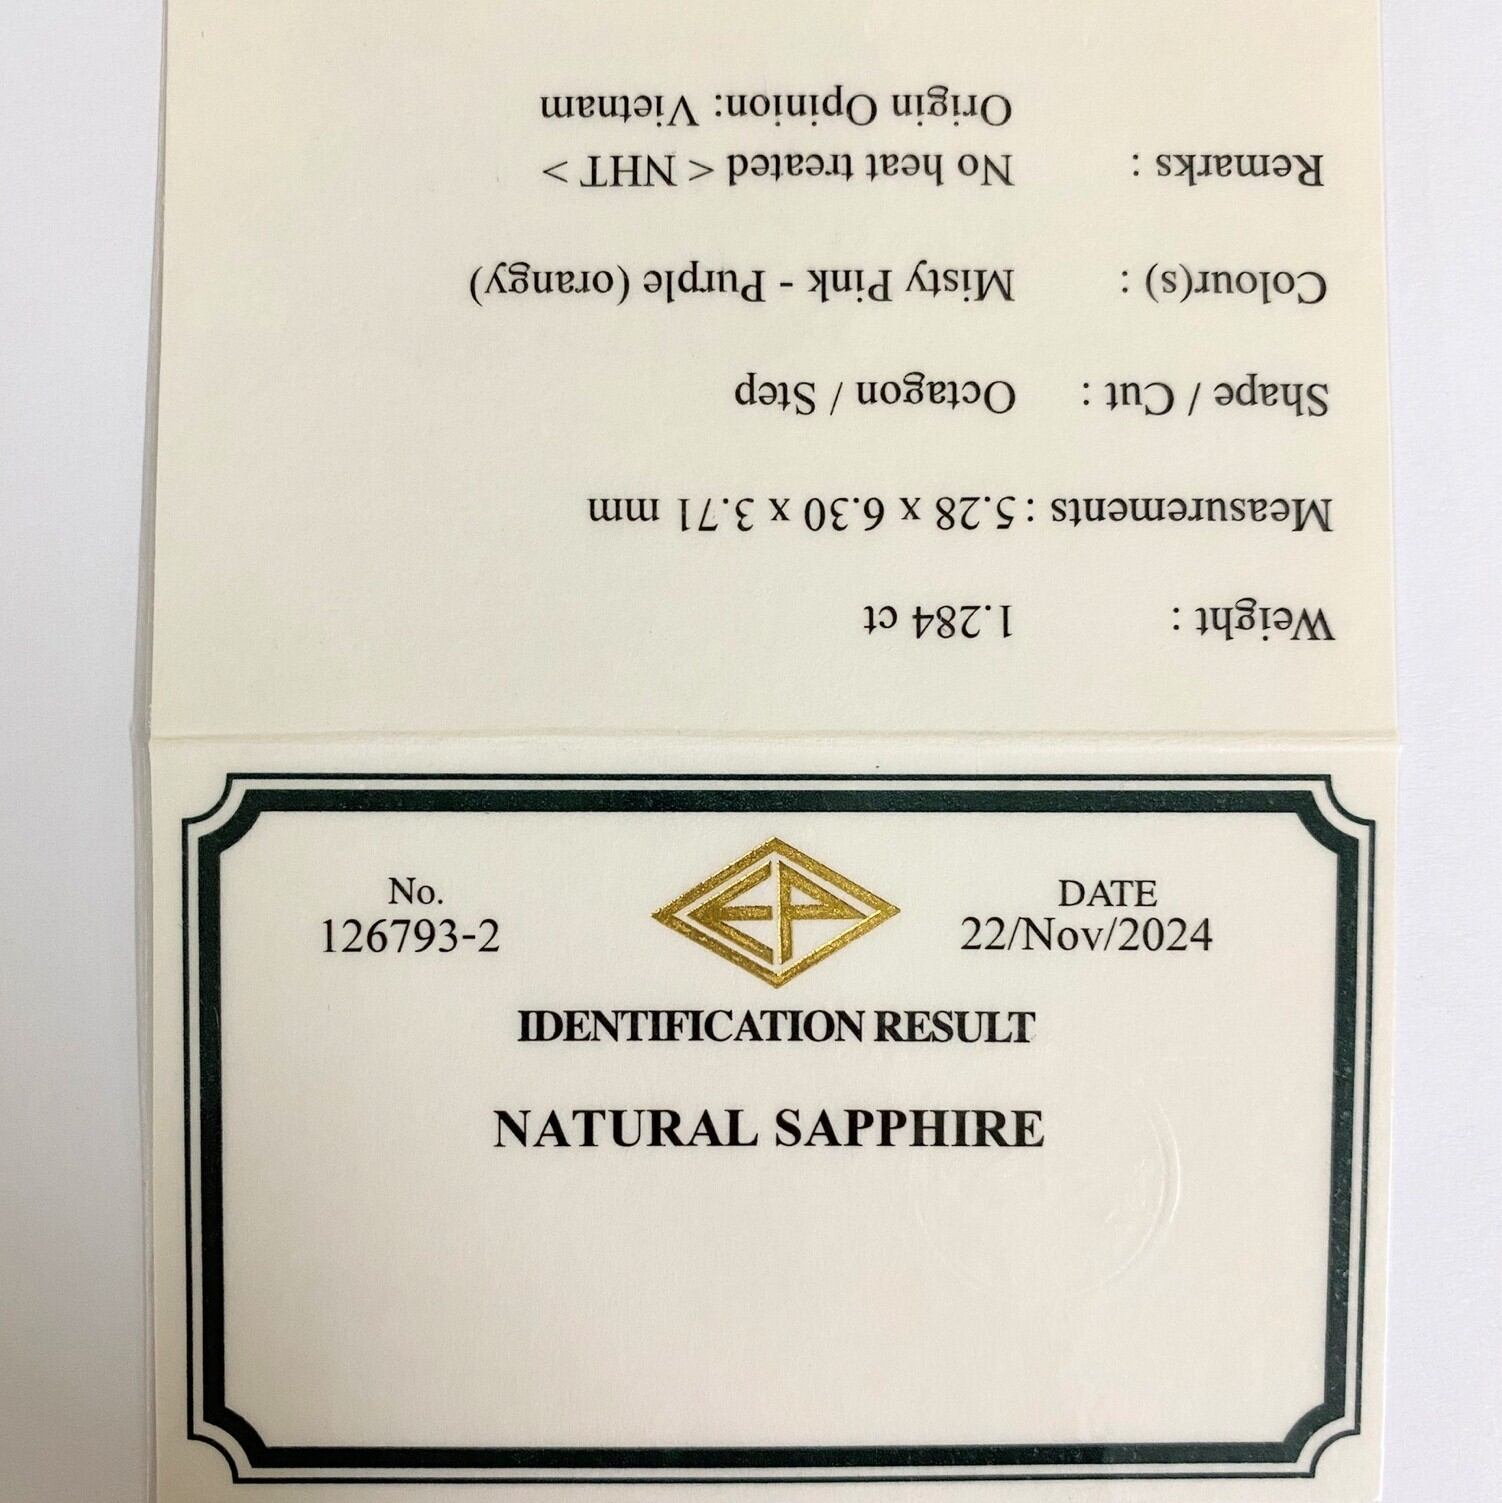 No.
126793-2
EP
DATE
22/Nov/2024
IDENTIFICATION RESULT
NATURAL SAPPHIRE
Weight : 1.284 ct
Measurements : 5.28 x 6.30 x 3.71 mm
Shape / Cut : Octagon / Step
Colour(s) : Misty Pink - Purple (orangy)
Remarks : No heat treated < NHT >
Origin Opinion: Vietnam